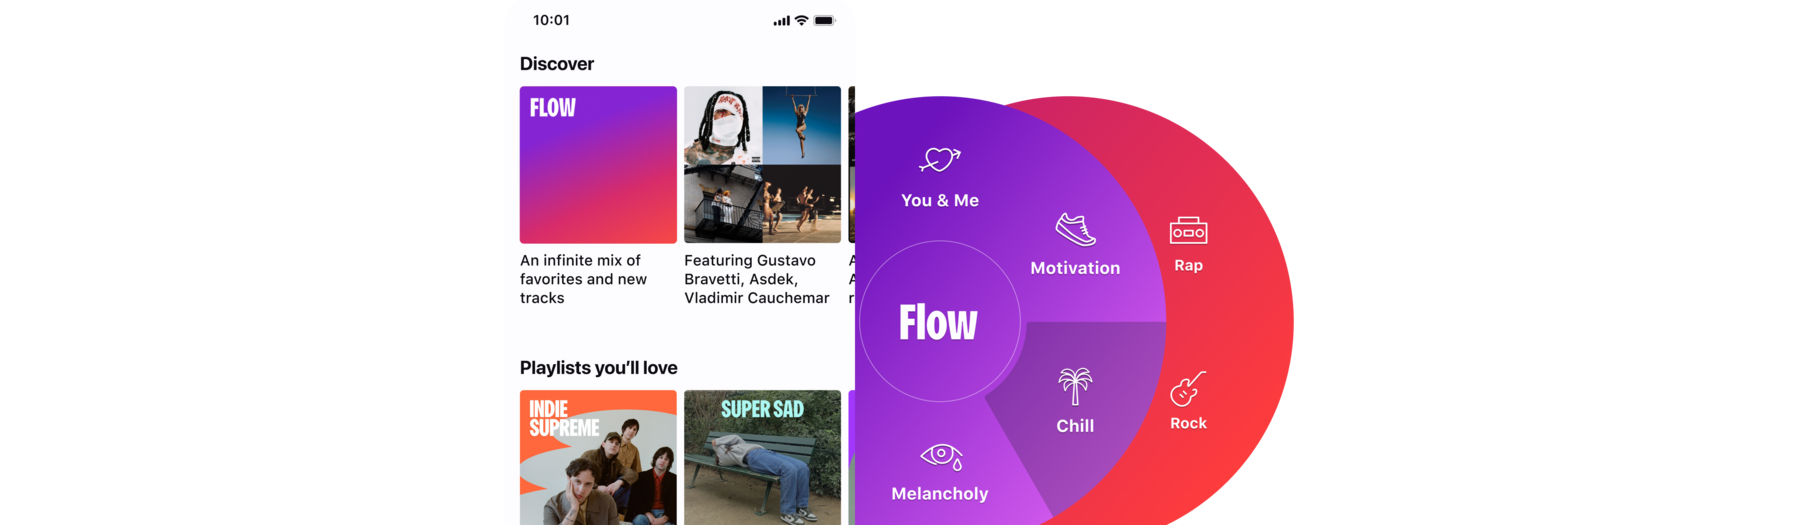 10:01
Discover
FLOW
An infinite mix of
favorites and new
tracks
Featuring Gustavo
Bravetti, Asdek,
Vladimir Cauchemar
A
A
r
Playlists you'll love
INDIE
SUPREME
SUPER SAD
You & Me
Motivation
Rap
Flow
Chill
Rock
Melancholy